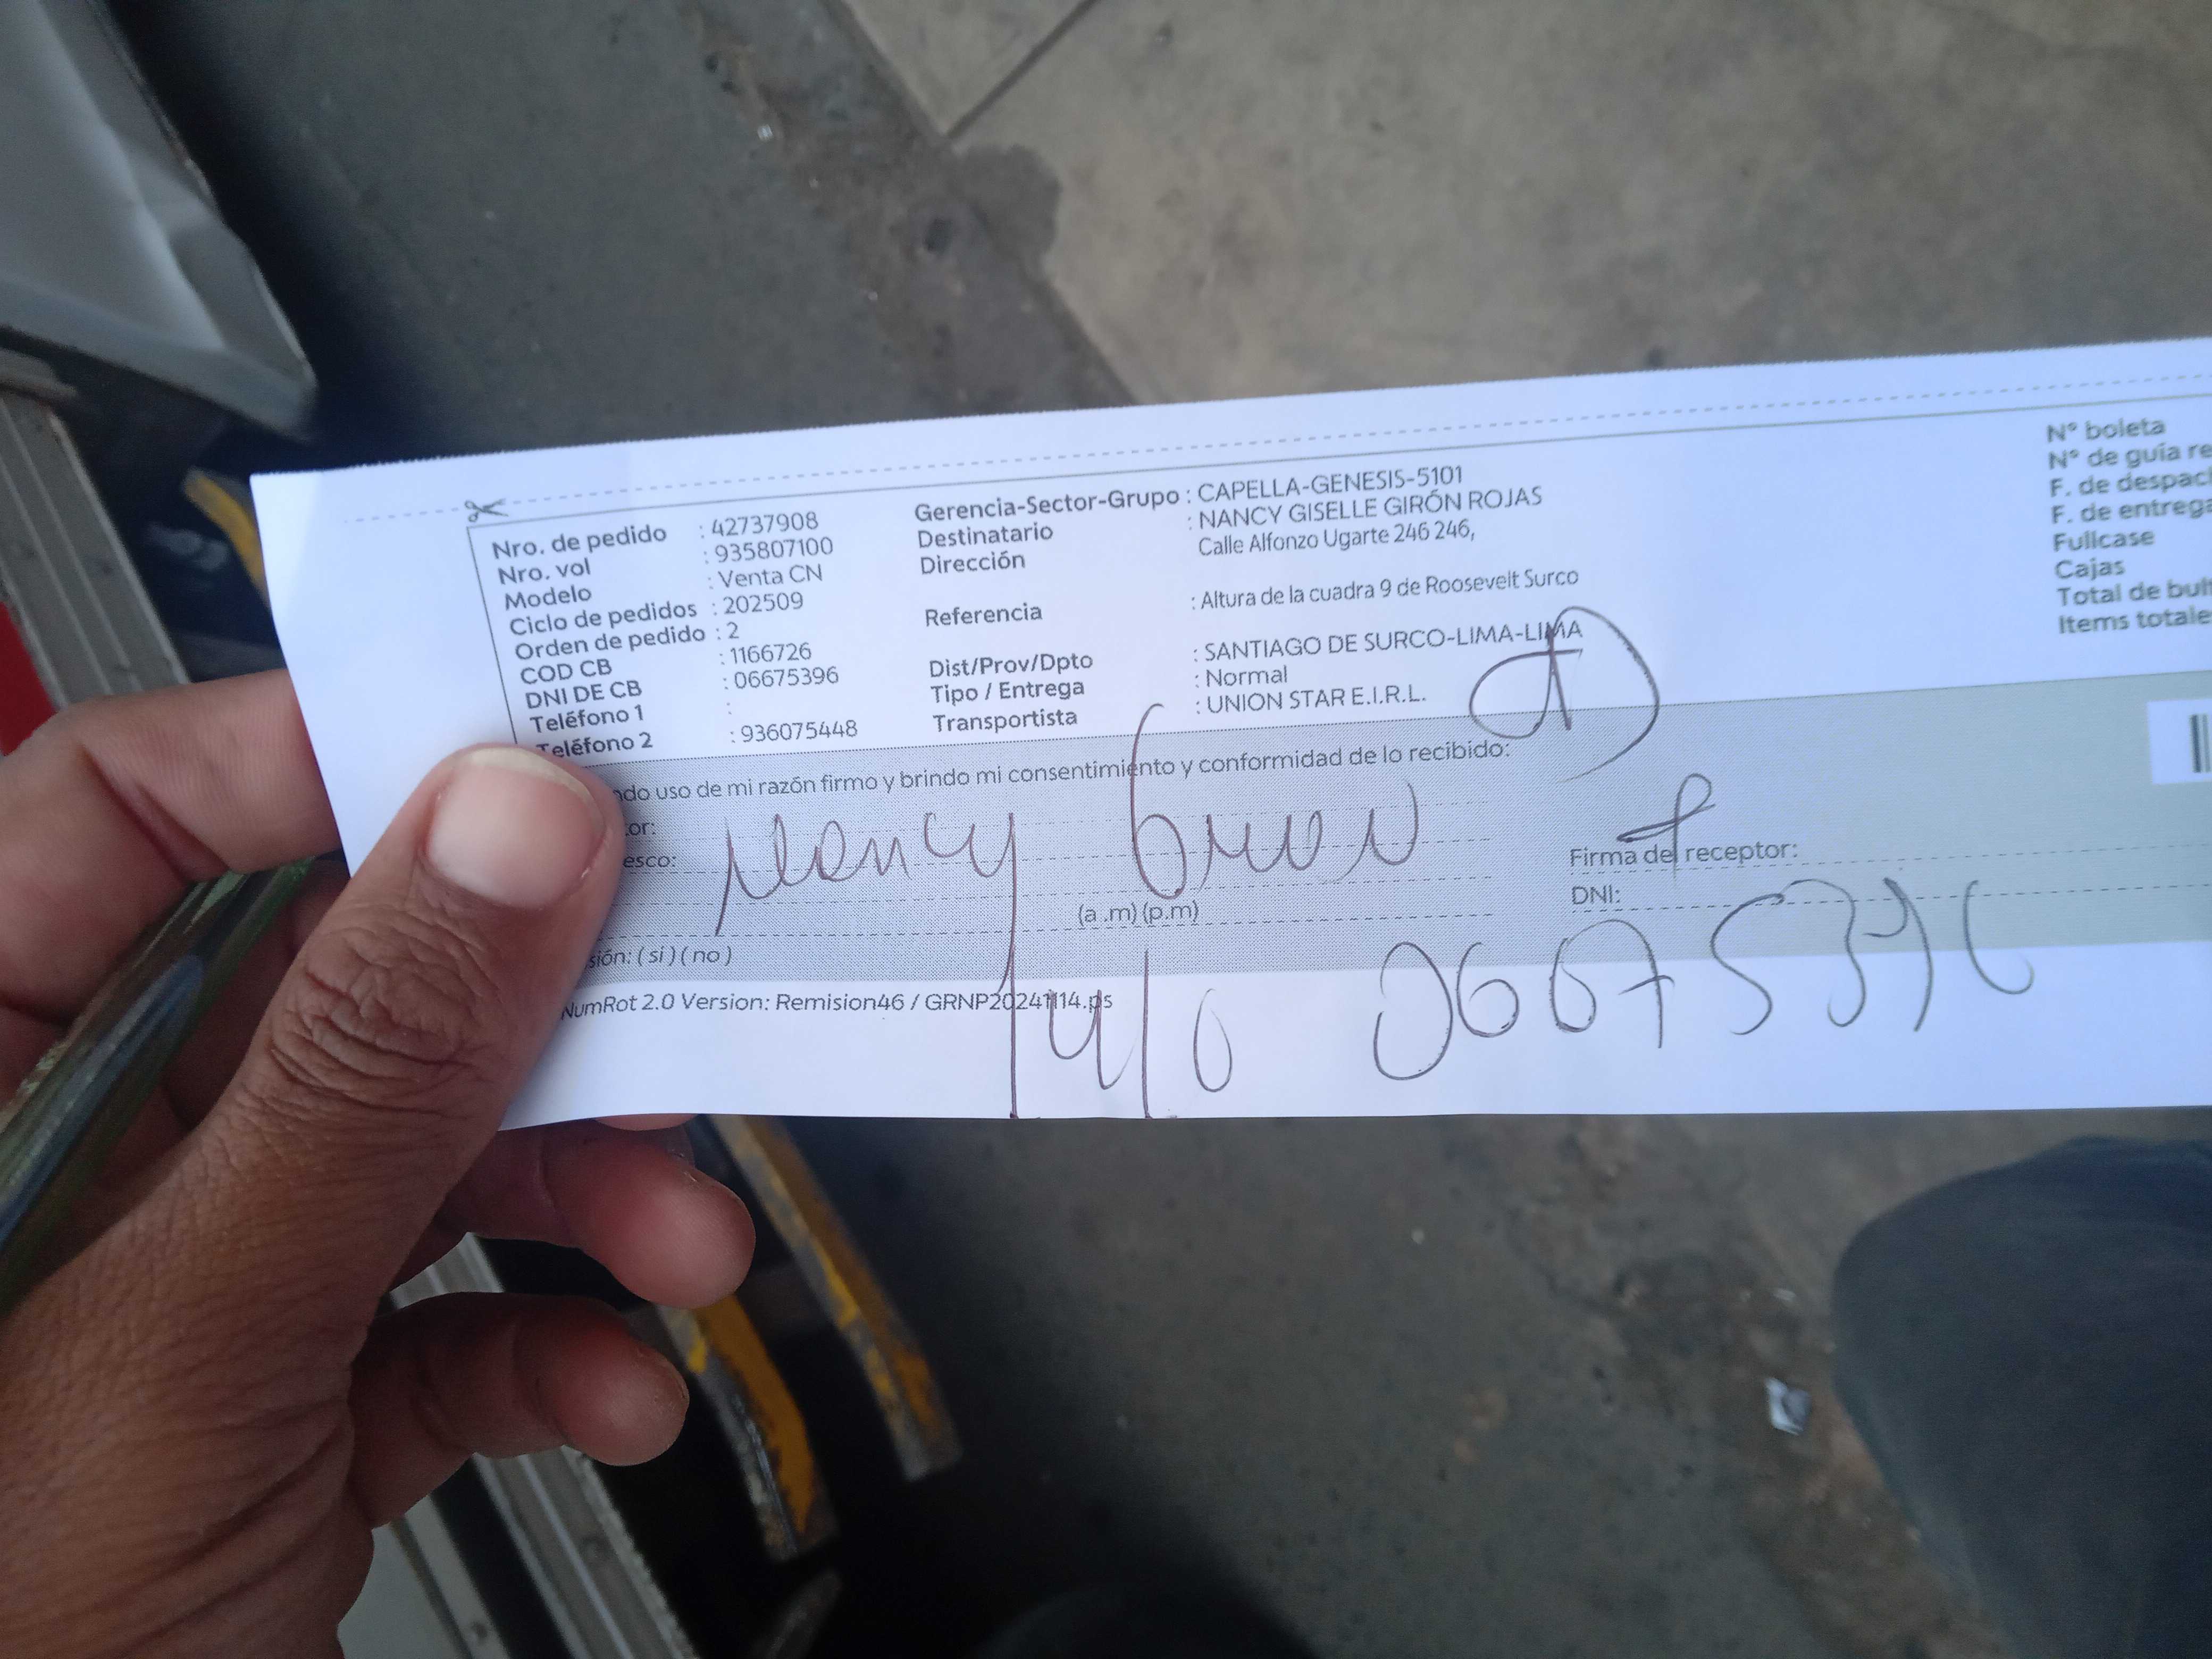 Nro. de pedido : 42737908
Nro. vol : 935807100
Modelo : Venta CN
Ciclo de pedidos : 202509
Orden de pedido : 2
COD CB : 1166726
DNI DE CB : 06675396
Teléfono 1 :
Teléfono 2 : 936075448
Gerencia-Sector-Grupo : CAPELLA-GENESIS-5101
Destinatario : NANCY GISELLE GIRÓN ROJAS
Dirección Calle Alfonzo Ugarte 246 246,
Referencia : Altura de la cuadra 9 de Roosevelt Surco
Dist/Prov/Dpto : SANTIAGO DE SURCO-LIMA-LIMA
Tipo / Entrega : Normal
Transportista : UNION STAR E.I.R.L.
N° boleta
N° de guía re
F. de despach
F. de entrega
Fullcase
Cajas
Total de bul
Items totale
ndo uso de mi razón firmo y brindo mi consentimiento y conformidad de lo recibido:
tor:
esco:
Nancy Giron
(a .m) (p.m)
sión: ( si ) ( no )
Firma del receptor:
DNI:
06675396
NumRot 2.0 Version: Remision46 / GRNP20241114.ps